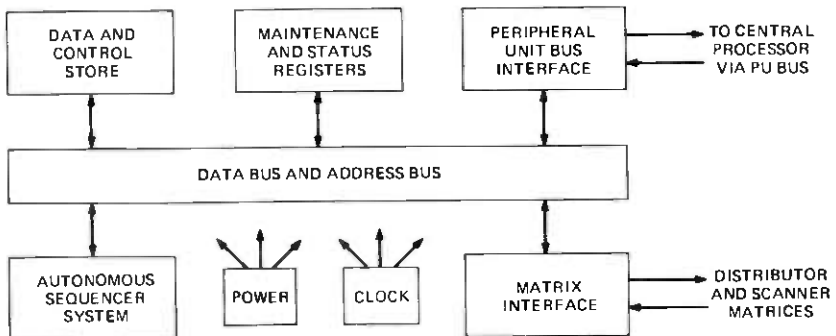 DATA AND
CONTROL
STORE
MAINTENANCE
AND STATUS
REGISTERS
PERIPHERAL
UNIT BUS
INTERFACE
TO CENTRAL
PROCESSOR
VIA PU BUS
DATA BUS AND ADDRESS BUS
AUTONOMOUS
SEQUENCER
SYSTEM
POWER
CLOCK
MATRIX
INTERFACE
DISTRIBUTOR
AND SCANNER
MATRICES